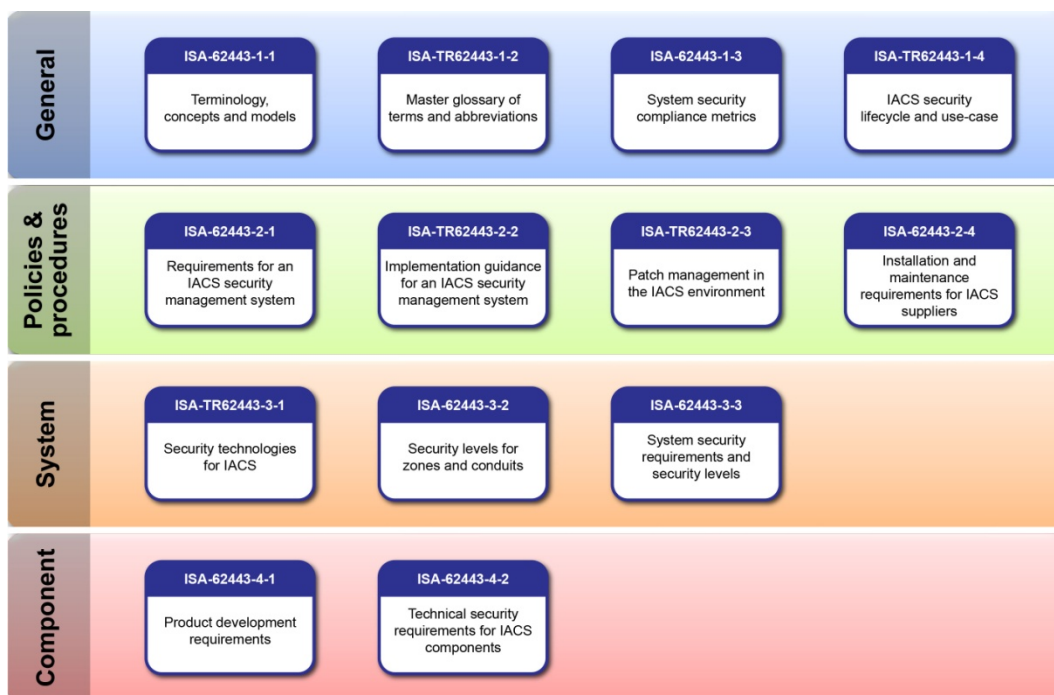 General
ISA-62443-1-1
Terminology,
concepts and models
ISA-TR62443-1-2
Master glossary of
terms and abbreviations
ISA-62443-1-3
System security
compliance metrics
ISA-TR62443-1-4
IACS security
lifecycle and use-case
Policies &
procedures
ISA-62443-2-1
Requirements for an
IACS security
management system
ISA-TR62443-2-2
Implementation guidance
for an IACS security
management system
ISA-TR62443-2-3
Patch management in
the IACS environment
ISA-62443-2-4
Installation and
maintenance
requirements for IACS
suppliers
System
ISA-TR62443-3-1
Security technologies
for IACS
ISA-62443-3-2
Security levels for
zones and conduits
ISA-62443-3-3
System security
requirements and
security levels
Component
ISA-62443-4-1
Product development
requirements
ISA-62443-4-2
Technical security
requirements for IACS
components